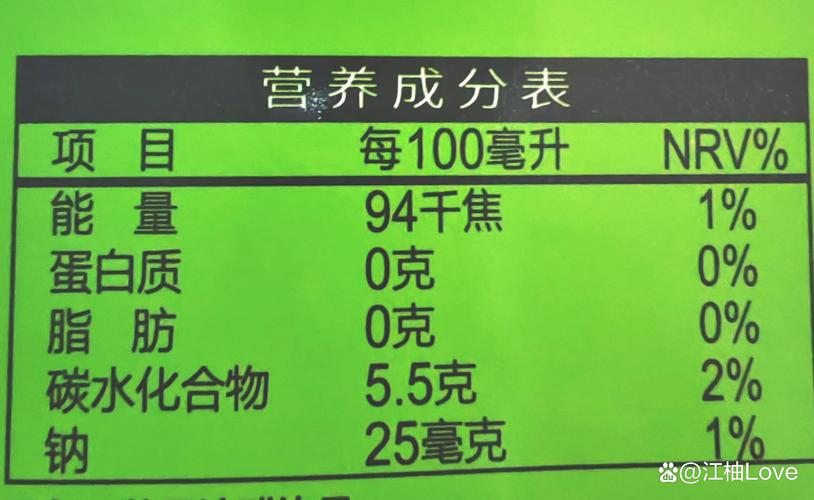 营养成分表
项 目 每100毫升 NRV%
能 量 94千焦 1%
蛋白质 0克 0%
脂 肪 0克 0%
碳水化合物 5.5克 2%
钠 25毫克 1%
江柚Love